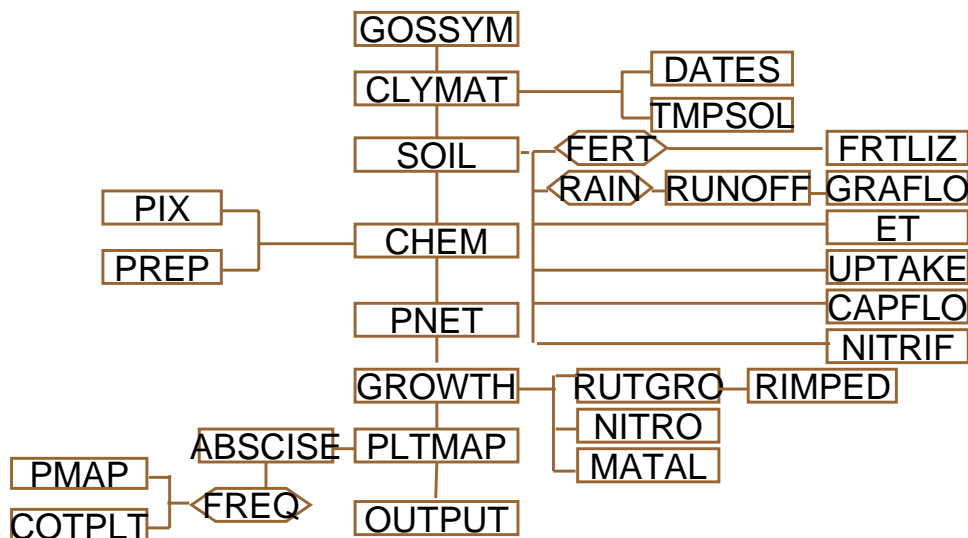 GOSSYM
CLYMAT
DATES
TMPSOL
SOIL
FERT
FRTLIZ
RAIN
RUNOFF
GRAFLO
PIX
PREP
CHEM
ET
UPTAKE
CAPFLO
PNET
NITRIF
GROWTH
RUTGRO
RIMPED
NITRO
MATAL
ABSCISE
PLTMAP
PMAP
FREQ
COTPLT
OUTPUT